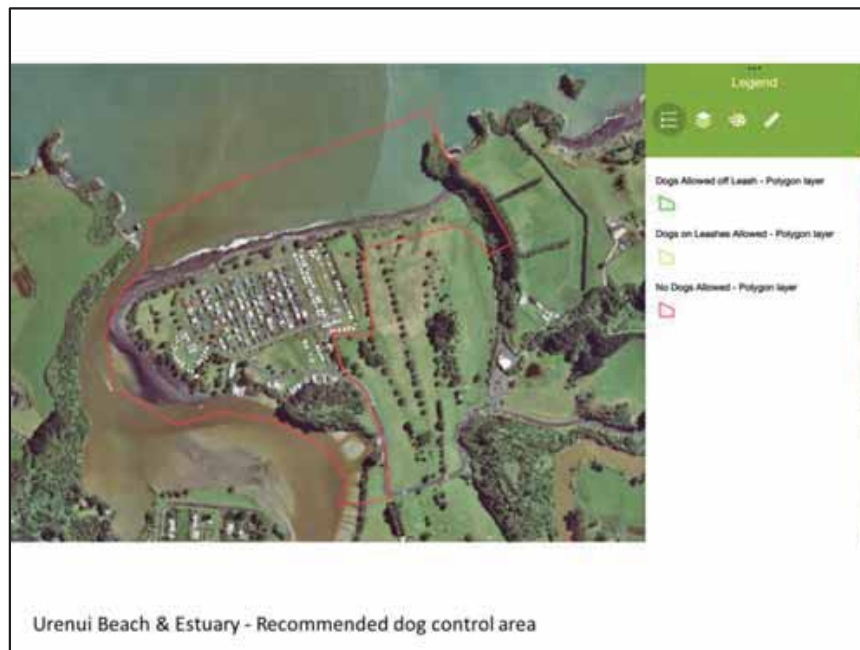 Legend
Dogs Allowed off Leash - Polygon layer
Dogs on Leashes Allowed - Polygon layer
No Dogs Allowed - Polygon layer
Urenui Beach & Estuary - Recommended dog control area